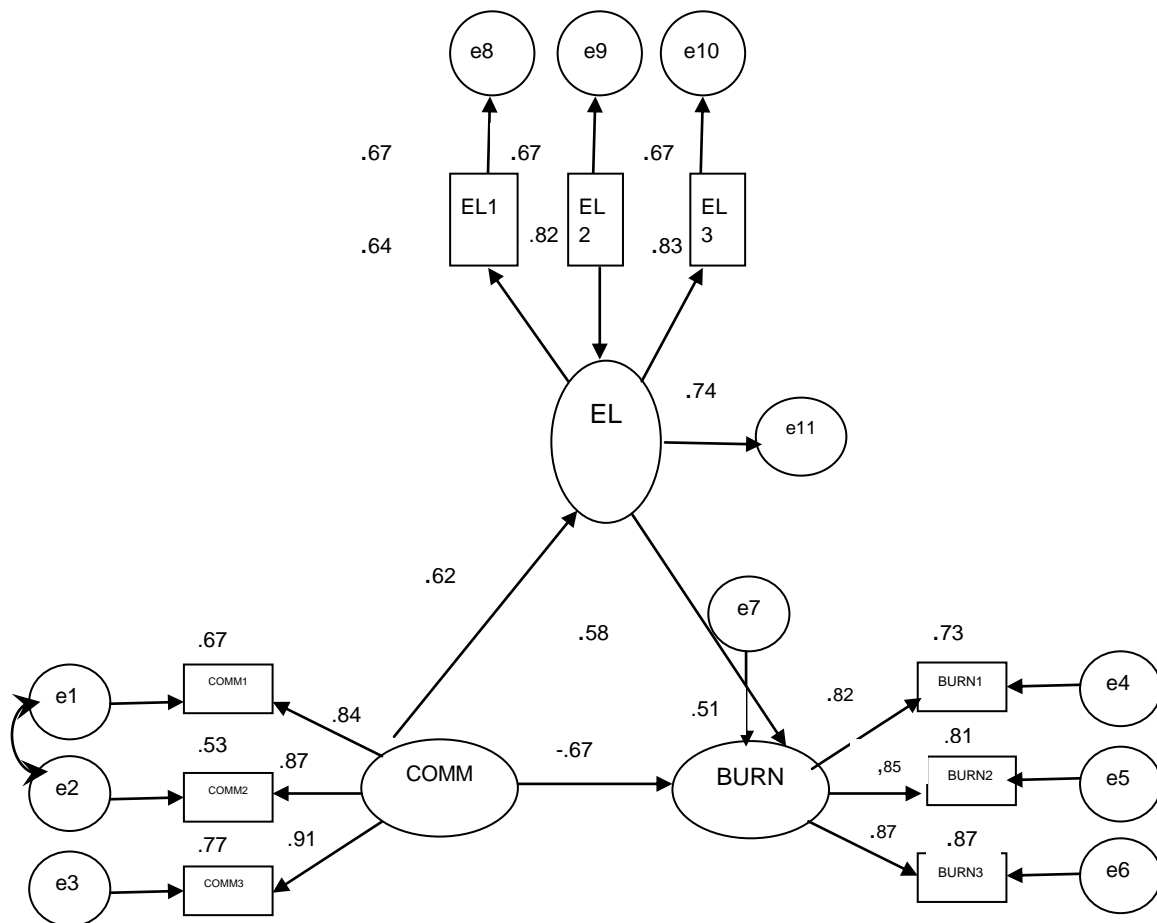 e8 e9 e10
.67 .67 .67
EL1 EL
2 EL
3
.64 .82 .83
EL .74
e11
.62 .58 e7
.67 .73
e1 COMM1 BURN1 e4
.84 .51 .82
.53 .87 COMM -.67 BURN .81
e2 COMM2 ,85 BURN2 e5
.77 .91 .87 .87
e3 COMM3 BURN3 e6